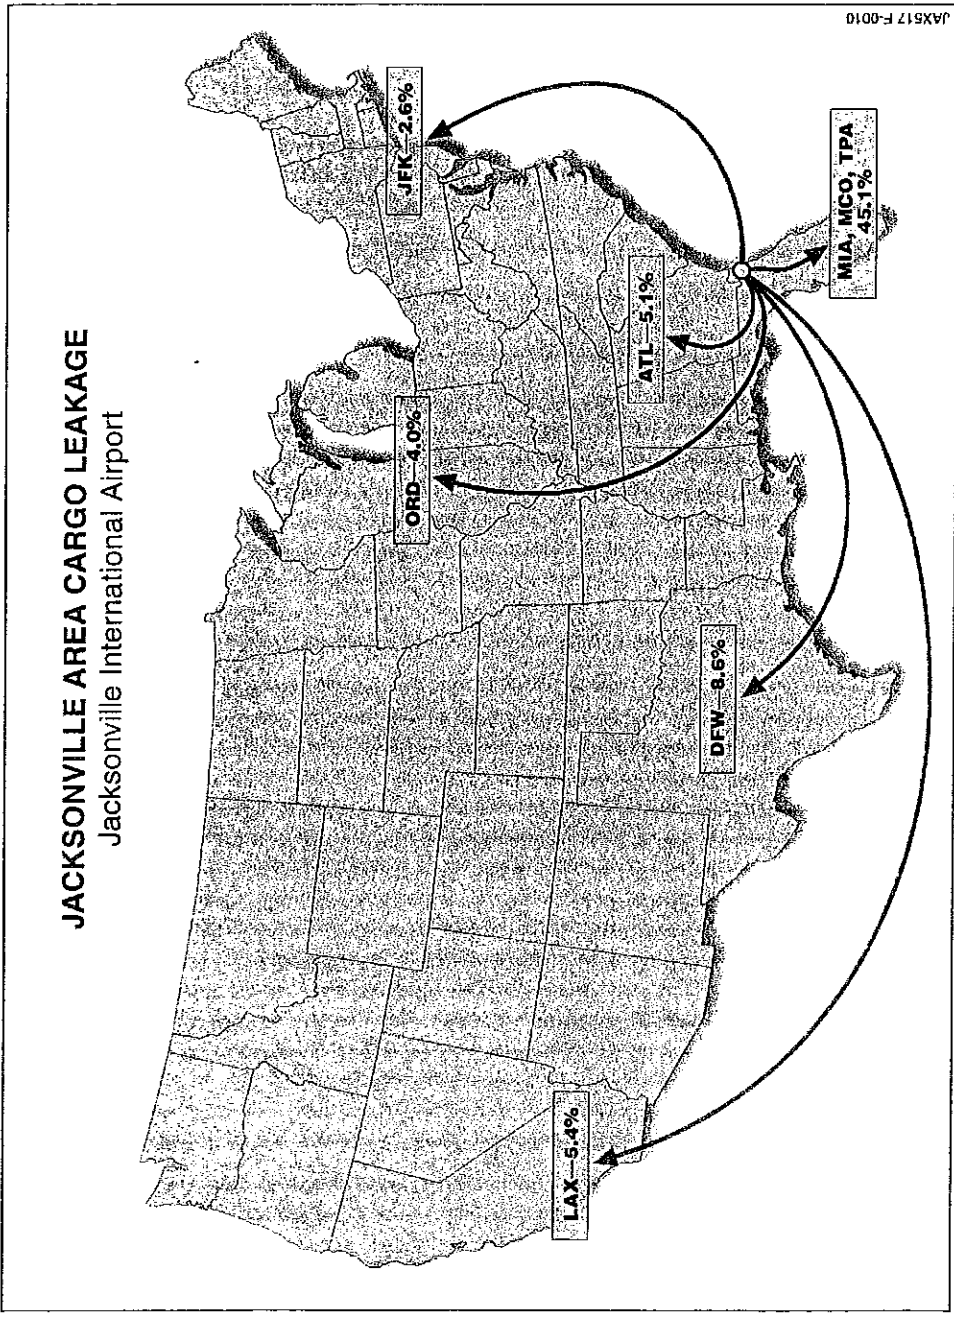 JACKSONVILLE AREA CARGO LEAKAGE
Jacksonville International Airport
JFK—2.6%
ORD—4.0%
ATL—5.1%
MIA, MCO, TPA
45.1%
DFW—8.6%
LAX—5.4%
JAX517 F-0010